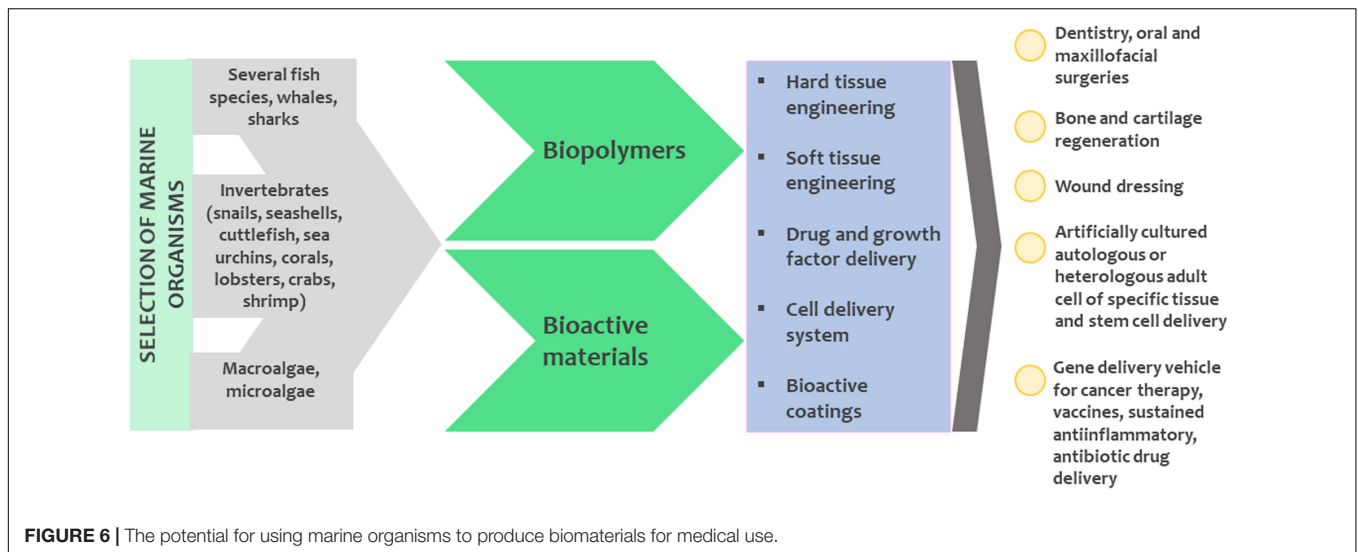 SELECTION OF MARINE
ORGANISMS
Several fish
species, whales,
sharks
Invertebrates
(snails, seashells,
cuttlefish, sea
urchins, corals,
lobsters, crabs,
shrimp)
Macroalgae,
microalgae
Biopolymers
Bioactive
materials
▪ Hard tissue
engineering
▪ Soft tissue
engineering
▪ Drug and growth
factor delivery
▪ Cell delivery
system
▪ Bioactive
coatings
Dentistry, oral and
maxillofacial
surgeries
Bone and cartilage
regeneration
Wound dressing
Artificially cultured
autologous or
heterologous adult
cell of specific tissue
and stem cell delivery
Gene delivery vehicle
for cancer therapy,
vaccines, sustained
antiinflammatory,
antibiotic drug
delivery
FIGURE 6 | The potential for using marine organisms to produce biomaterials for medical use.